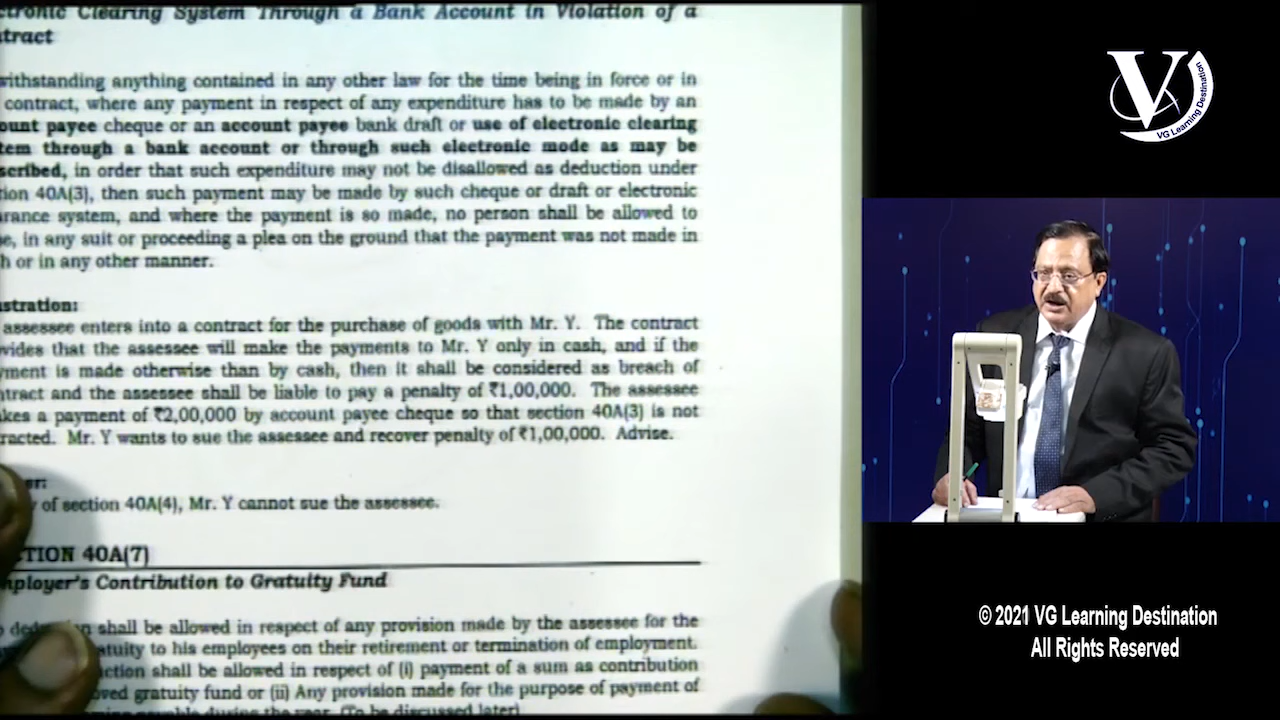 ctronic Clearing System Through a Bank Account in Violation of a
tract
withstanding anything contained in any other law for the time being in force or in
contract, where any payment in respect of any expenditure has to be made by an
ount payee cheque or an account payee bank draft or use of electronic clearing
tem through a bank account or through such electronic mode as may be
scribed, in order that such expenditure may not be disallowed as deduction under
tion 40A(3), then such payment may be made by such cheque or draft or electronic
arance system, and where the payment is so made, no person shall be allowed to
e, in any suit or proceeding a plea on the ground that the payment was not made in
h or in any other manner.
stration:
assessee enters into a contract for the purchase of goods with Mr. Y. The contract
vides that the assessee will make the payments to Mr. Y only in cash, and if the
yment is made otherwise than by cash, then it shall be considered as breach of
ntract and the assessee shall be liable to pay a penalty of ₹1,00,000. The assessee
akes a payment of ₹2,00,000 by account payee cheque so that section 40A(3) is not
racted. Mr. Y wants to sue the assessee and recover penalty of ₹1,00,000. Advise.
er:
of section 40A(4), Mr. Y cannot sue the assessee.
TION 40A(7)
mployer's Contribution to Gratuity Fund
shall be allowed in respect of any provision made by the assessee for the
atuity to his employees on their retirement or termination of employment.
ction shall be allowed in respect of (i) payment of a sum as contribution
oved gratuity fund or (ii) Any provision made for the purpose of payment of
payable during the year. (To be discussed later)
VG
VG Learning Destination
© 2021 VG Learning Destination
All Rights Reserved